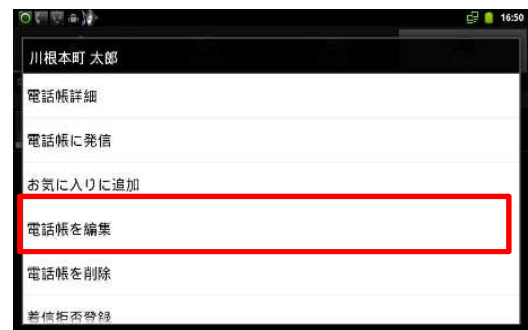 16:50
川根本町 太郎
電話帳詳細
電話帳に発信
お気に入りに追加
電話帳を編集
電話帳を削除
着信拒否登録